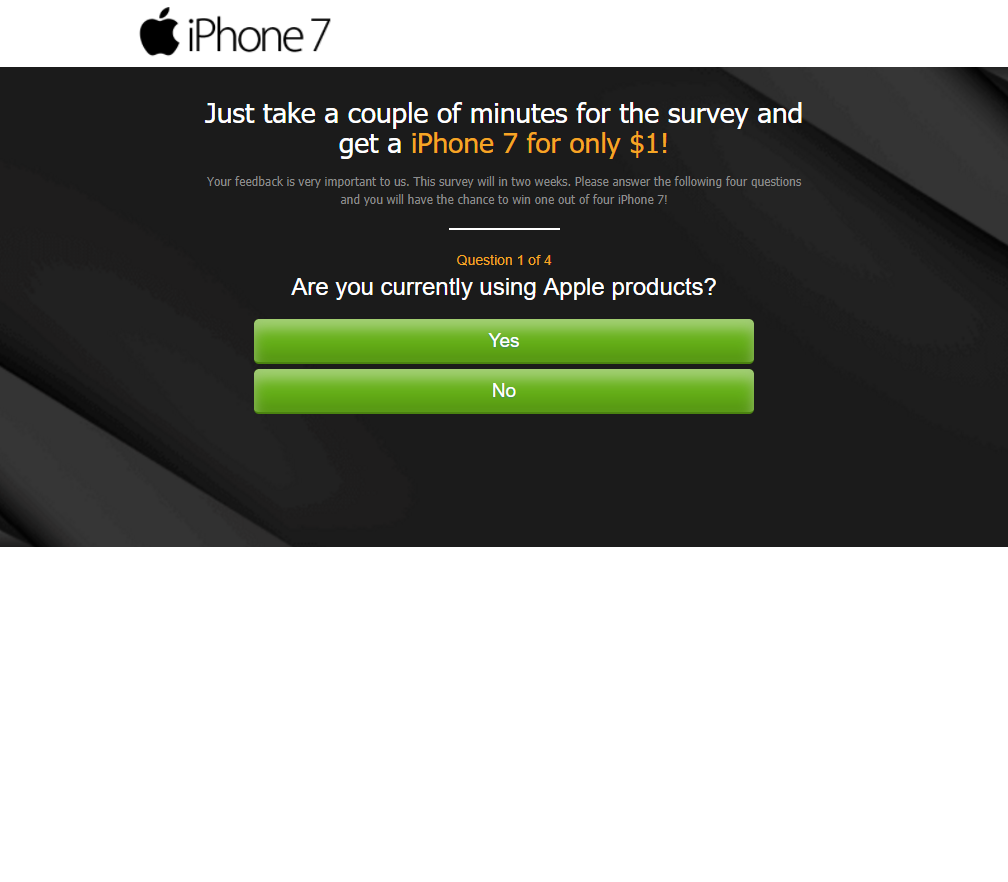 iPhone 7
Just take a couple of minutes for the survey and
get a iPhone 7 for only $1!
Your feedback is very important to us. This survey will in two weeks. Please answer the following four questions
and you will have the chance to win one out of four iPhone 7!
Question 1 of 4
Are you currently using Apple products?
Yes
No